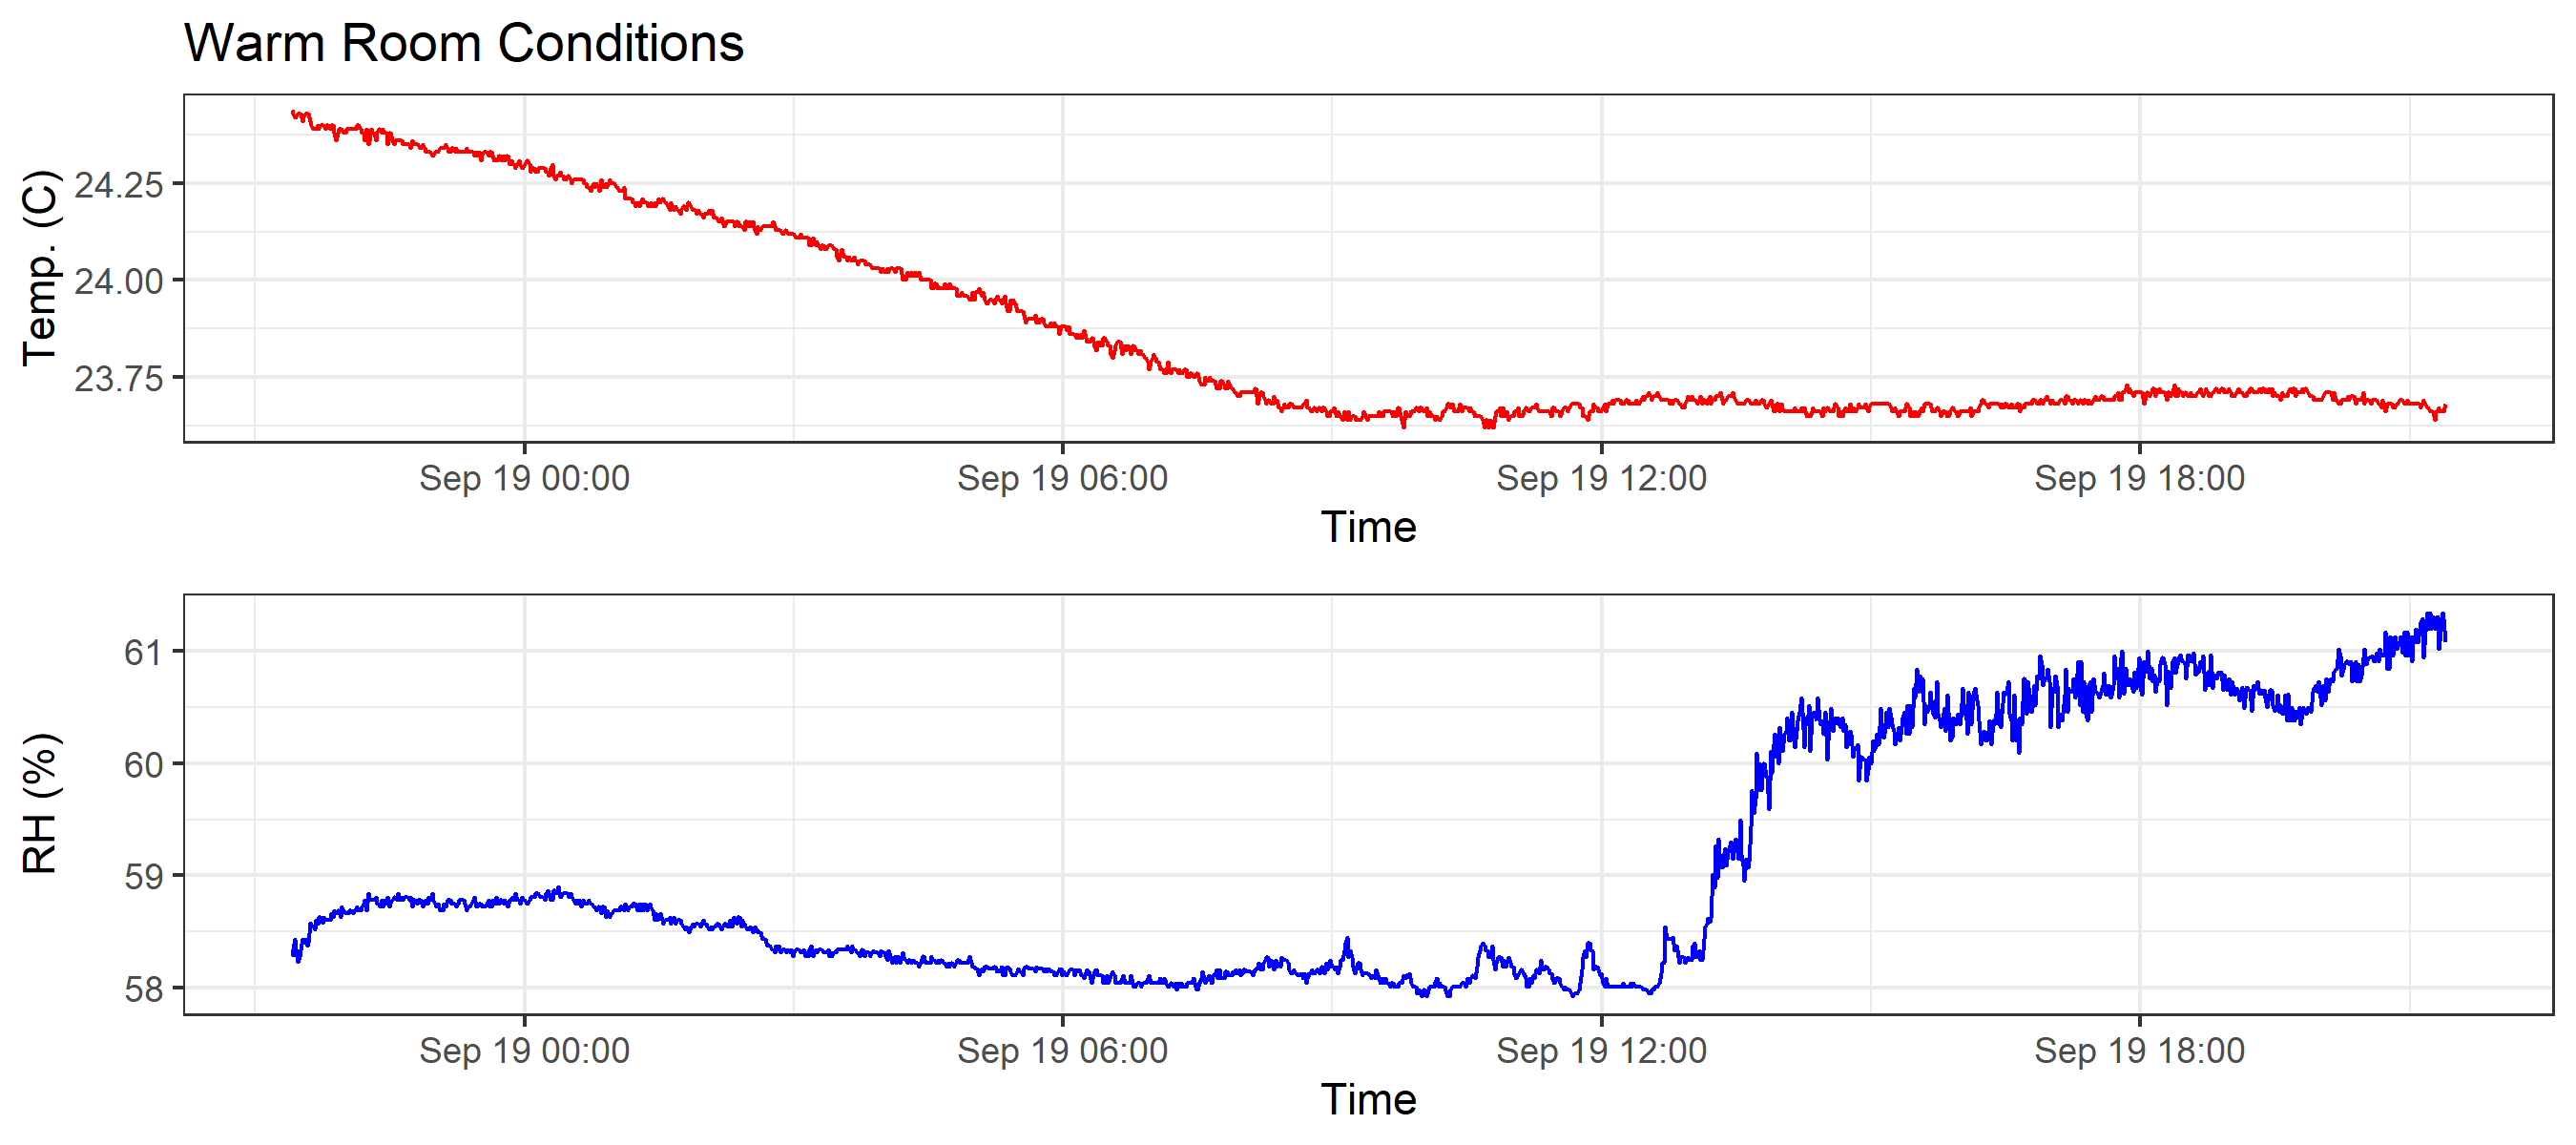 Warm Room Conditions
Temp. (C)
24.25
24.00
23.75
Sep 19 00:00 Sep 19 06:00 Sep 19 12:00 Sep 19 18:00
Time
RH (%)
61
60
59
58
Sep 19 00:00 Sep 19 06:00 Sep 19 12:00 Sep 19 18:00
Time